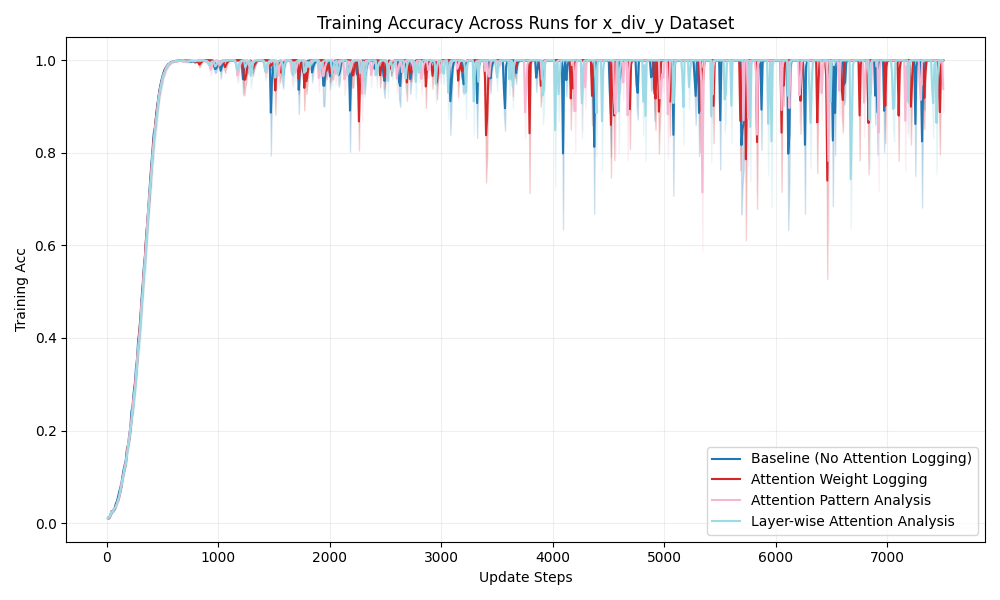 Training Accuracy Across Runs for x_div_y Dataset
Training Acc
1.0
0.8
0.6
0.4
0.2
0.0
Baseline (No Attention Logging)
Attention Weight Logging
Attention Pattern Analysis
Layer-wise Attention Analysis
0 1000 2000 3000 4000 5000 6000 7000
Update Steps